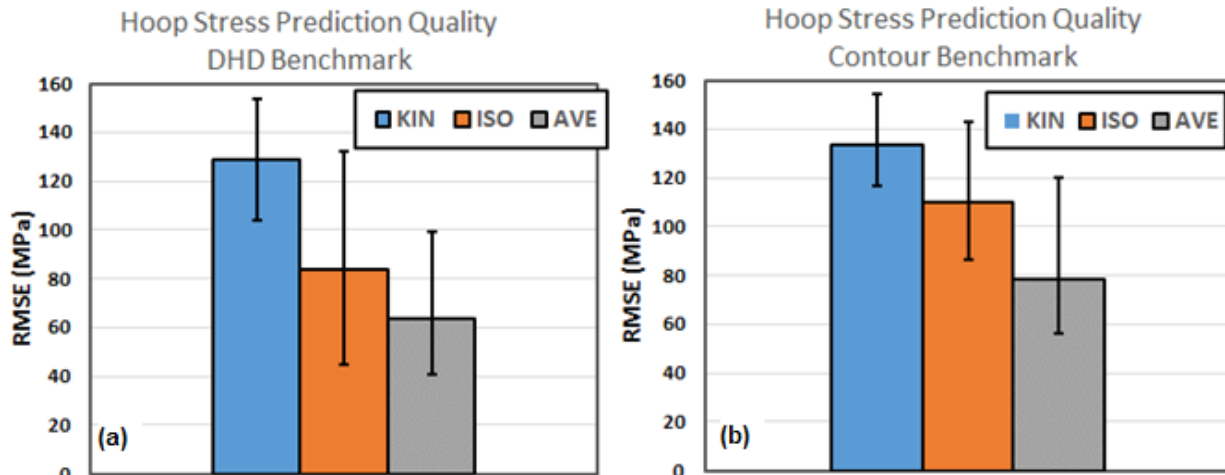 Hoop Stress Prediction Quality
DHD Benchmark
160
140
120
100
80
60
40
20
0
RMSE (MPa)
KIN ISO AVE
(a)
Hoop Stress Prediction Quality
Contour Benchmark
160
140
120
100
80
60
40
20
0
RMSE (MPa)
KIN ISO AVE
(b)